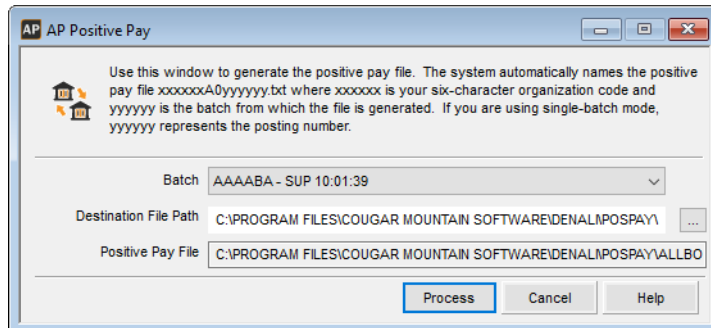 AP AP Positive Pay
Use this window to generate the positive pay file. The system automatically names the positive
pay file xxxxxxA0yyyyyy.txt where xxxxxx is your six-character organization code and
yyyyyy is the batch from which the file is generated. If you are using single-batch mode,
yyyyyy represents the posting number.
Batch AAAABA - SUP 10:01:39
Destination File Path C:\PROGRAM FILES\COUGAR MOUNTAIN SOFTWARE\DENALI\POSPAY\ ...
Positive Pay File C:\PROGRAM FILES\COUGAR MOUNTAIN SOFTWARE\DENALI\POSPAY\ALLBO
Process Cancel Help